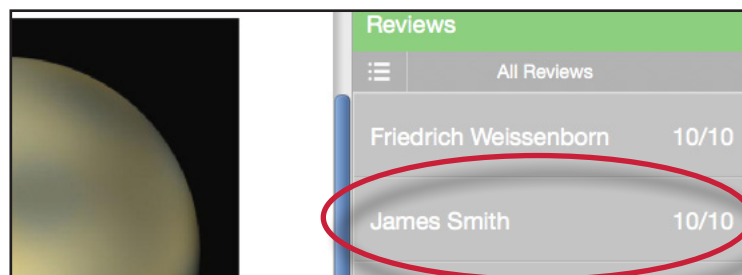 Reviews
All Reviews
Friedrich Weissenborn 10/10
James Smith 10/10